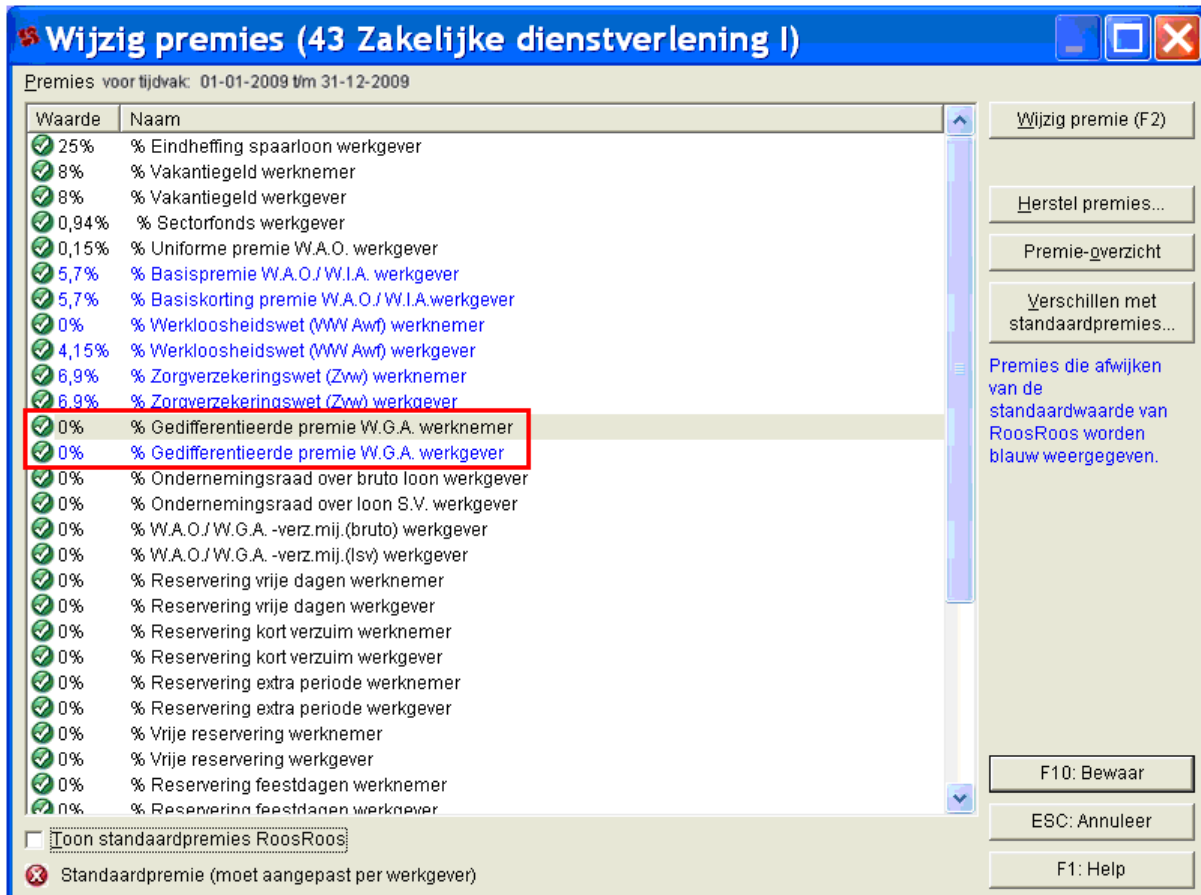 Wijzig premies (43 Zakelijke dienstverlening I)
Premies voor tijdvak: 01-01-2009 t/m 31-12-2009
Waarde Naam
25% % Eindheffing spaarloon werkgever
8% % Vakantiegeld werknemer
8% % Vakantiegeld werkgever
0,94% % Sectorfonds werkgever
0,15% % Uniforme premie W.A.O. werkgever
5,7% % Basispremie W.A.O./ W.I.A. werkgever
5,7% % Basiskorting premie W.A.O./ W.I.A.werkgever
0% % Werkloosheidswet (WW Awf) werknemer
4,15% % Werkloosheidswet (WW Awf) werkgever
6,9% % Zorgverzekeringswet (Zvw) werknemer
6,9% % Zorgverzekeringswet (Zvw) werkgever
0% % Gedifferentieerde premie W.G.A. werknemer
0% % Gedifferentieerde premie W.G.A. werkgever
0% % Ondernemingsraad over bruto loon werkgever
0% % Ondernemingsraad over loon S.V. werkgever
0% % W.A.O./ W.G.A. -verz.mij.(bruto) werkgever
0% % W.A.O./ W.G.A. -verz.mij.(lsv) werkgever
0% % Reservering vrije dagen werknemer
0% % Reservering vrije dagen werkgever
0% % Reservering kort verzuim werknemer
0% % Reservering kort verzuim werkgever
0% % Reservering extra periode werknemer
0% % Reservering extra periode werkgever
0% % Vrije reservering werknemer
0% % Vrije reservering werkgever
0% % Reservering feestdagen werknemer
0% % Reservering feestdagen werkgever
Toon standaardpremies RoosRoos
Standaardpremie (moet aangepast per werkgever)
Wijzig premie (F2)
Herstel premies...
Premie-overzicht
Verschillen met
standaardpremies...
Premies die afwijken
van de
standaardwaarde van
RoosRoos worden
blauw weergegeven.
F10: Bewaar
ESC: Annuleer
F1: Help